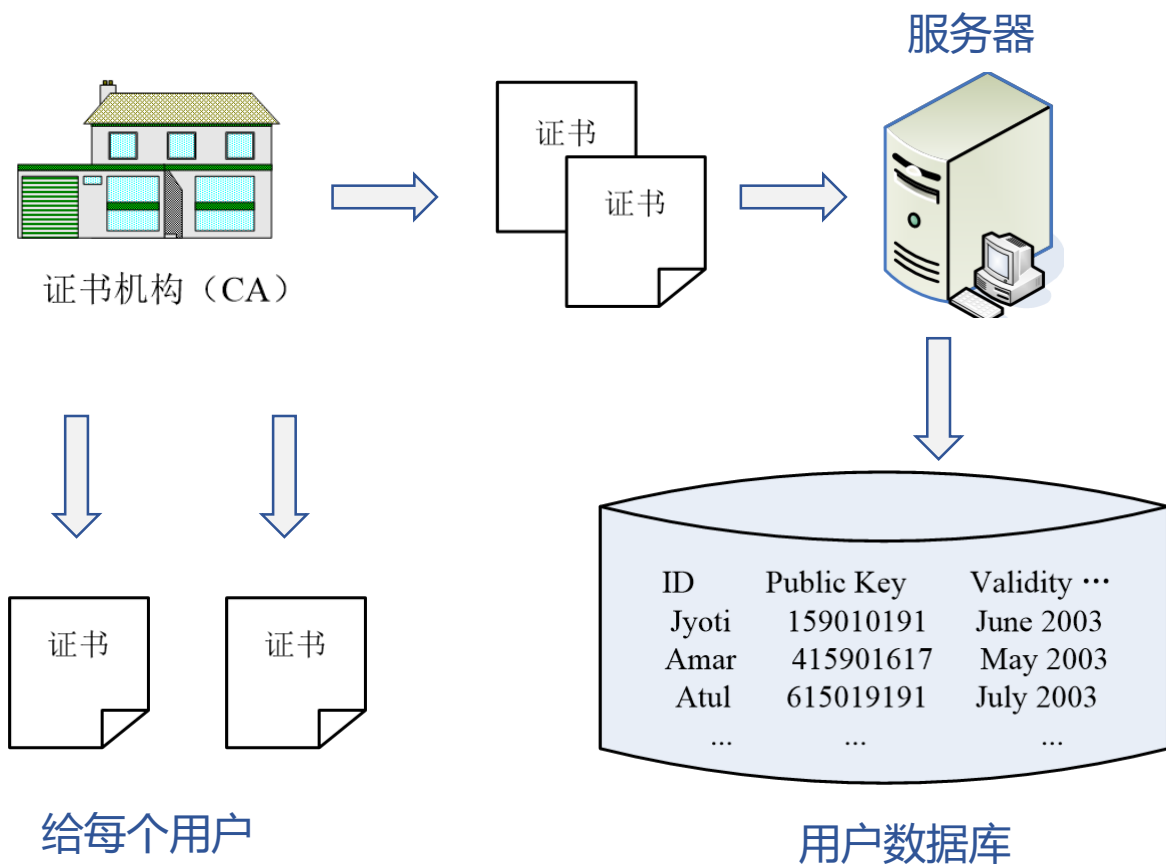 服务器
证书
证书
证书机构（CA）
证书
证书
给每个用户
ID Public Key Validity ⋯
Jyoti 159010191 June 2003
Amar 415901617 May 2003
Atul 615019191 July 2003
... ... ...
用户数据库